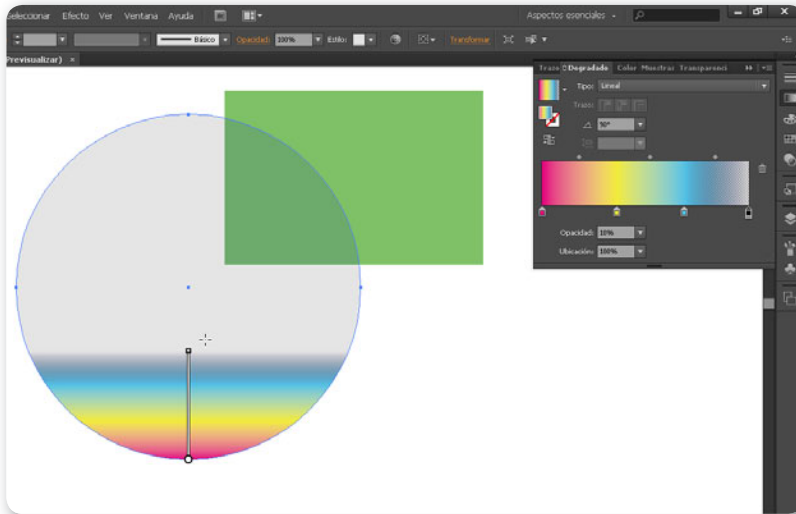 Seleccionar Efecto Ver Ventana Ayuda Aspectos esenciales
Básico Opacidad: 100% Estilo: Transformar
Previsualizar) ×
Trazo Degradado Color Muestras Transparenci
Tipo: Lineal
Trazo:
90°
Opacidad: 10%
Ubicación: 100%